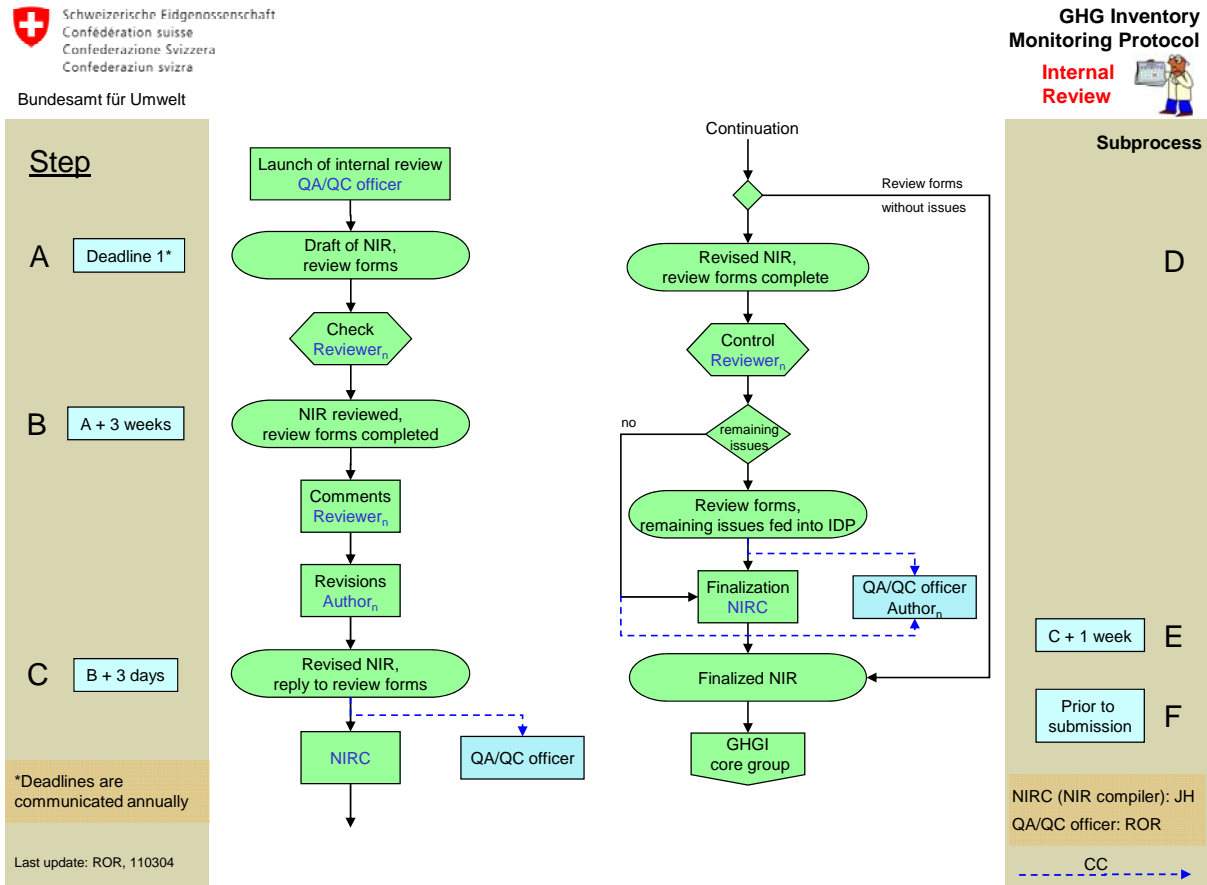 Schweizerische Eidgenossenschaft
Confédération suisse
Confederazione Svizzera
Confederaziun svizra
Bundesamt für Umwelt
GHG Inventory
Monitoring Protocol
Internal
Review
Step
A
Deadline 1*
B
A + 3 weeks
C
B + 3 days
*Deadlines are
communicated annually
Last update: ROR, 110304
Launch of internal review
QA/QC officer
Draft of NIR,
review forms
Check
Reviewern
NIR reviewed,
review forms completed
Comments
Reviewern
Revisions
Authorn
Revised NIR,
reply to review forms
NIRC
QA/QC officer
Continuation
Review forms
without issues
Revised NIR,
review forms complete
Control
Reviewern
no
remaining
issues
Review forms,
remaining issues fed into IDP
Finalization
NIRC
QA/QC officer
Authorn
Finalized NIR
GHGI
core group
Subprocess
D
C + 1 week
E
Prior to
submission
F
NIRC (NIR compiler): JH
QA/QC officer: ROR
CC